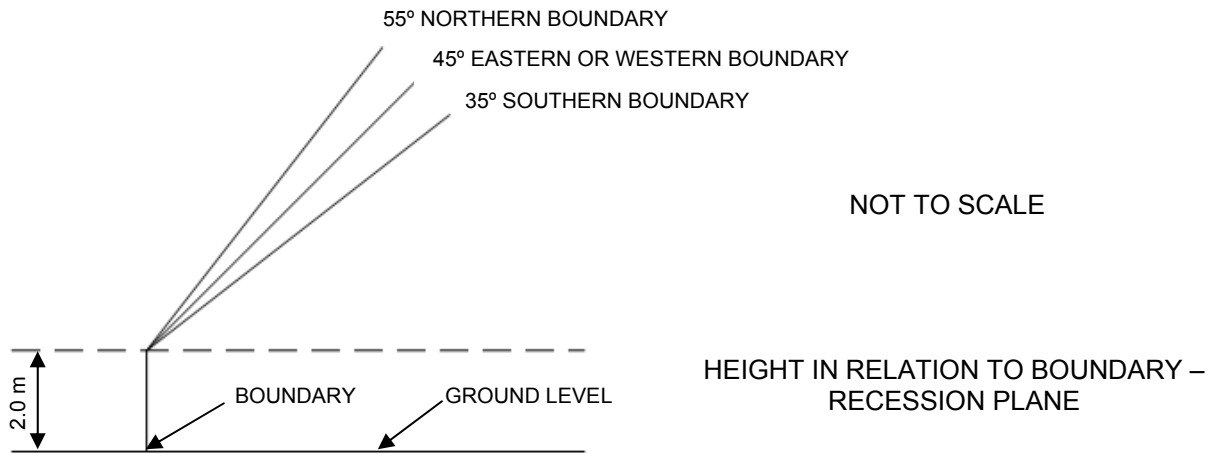 55º NORTHERN BOUNDARY
45º EASTERN OR WESTERN BOUNDARY
35º SOUTHERN BOUNDARY
NOT TO SCALE
2.0 m
BOUNDARY
GROUND LEVEL
HEIGHT IN RELATION TO BOUNDARY –
RECESSION PLANE